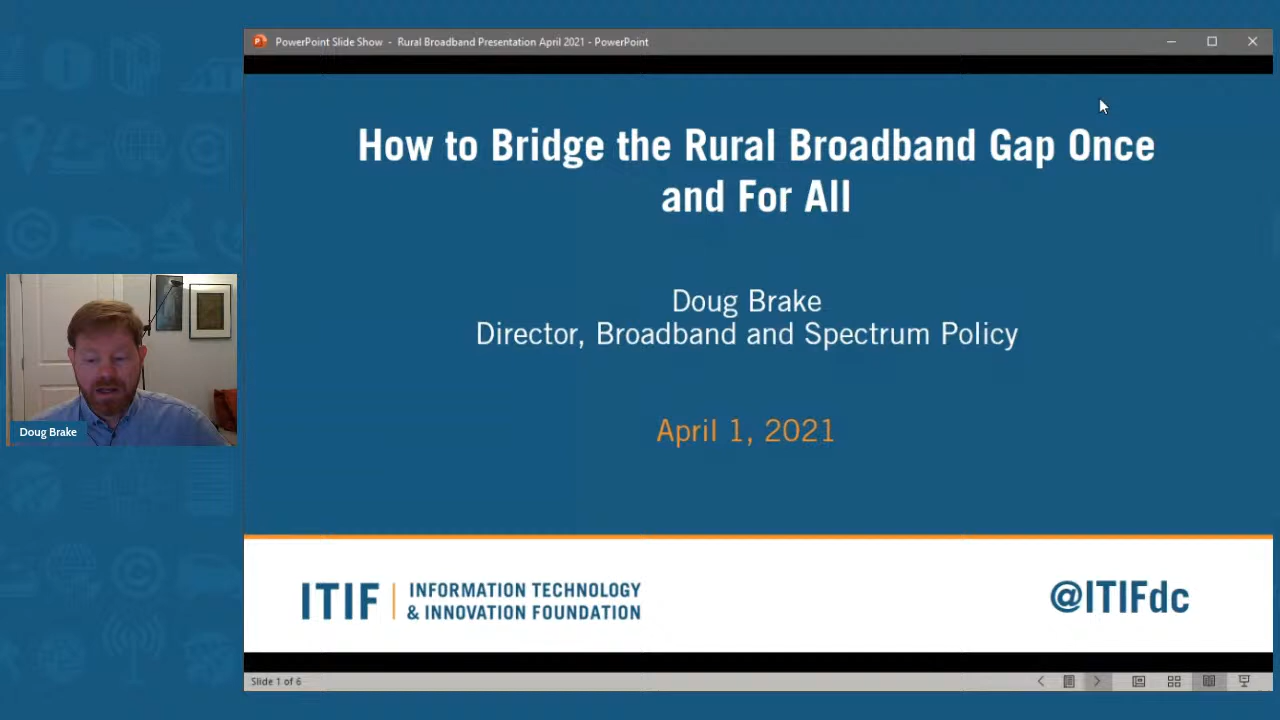 PowerPoint Slide Show - Rural Broadband Presentation April 2021 - PowerPoint
How to Bridge the Rural Broadband Gap Once
and For All
Doug Brake
Director, Broadband and Spectrum Policy
April 1, 2021
Doug Brake
ITIF | INFORMATION TECHNOLOGY
& INNOVATION FOUNDATION
@ITIFdc
Slide 1 of 6